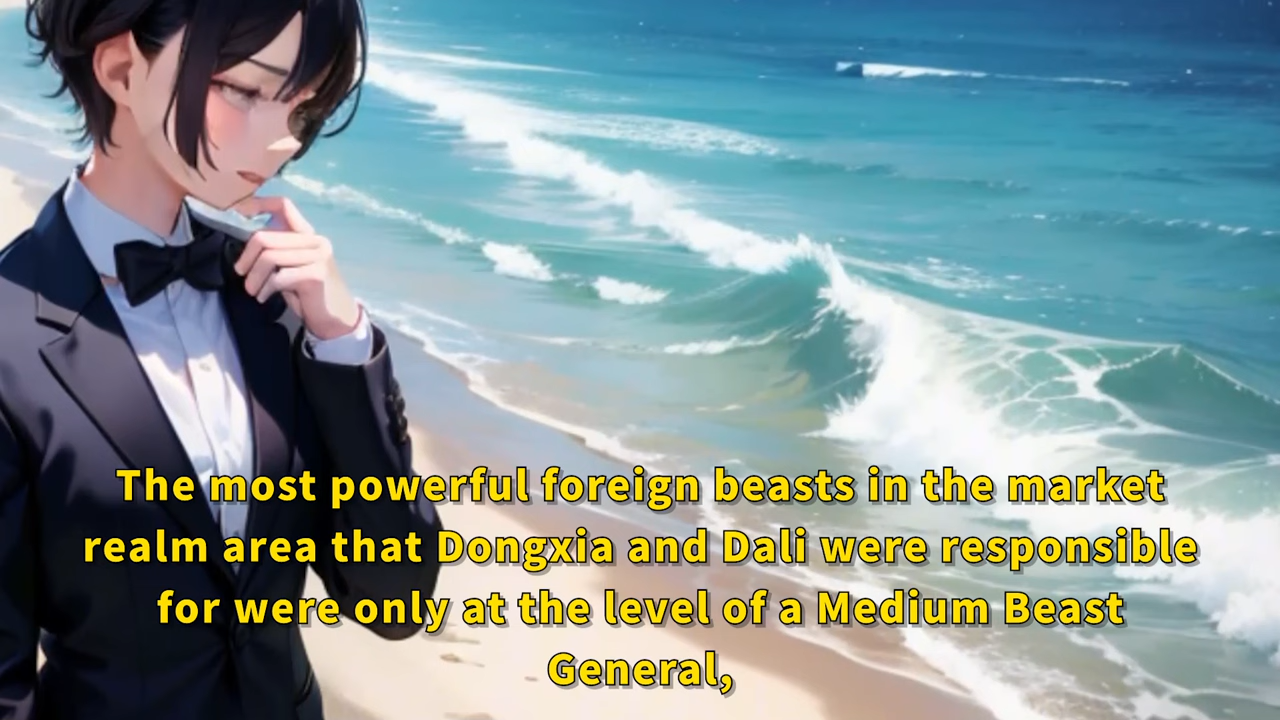 The most powerful foreign beasts in the market
realm area that Dongxia and Dali were responsible
for were only at the level of a Medium Beast
General,